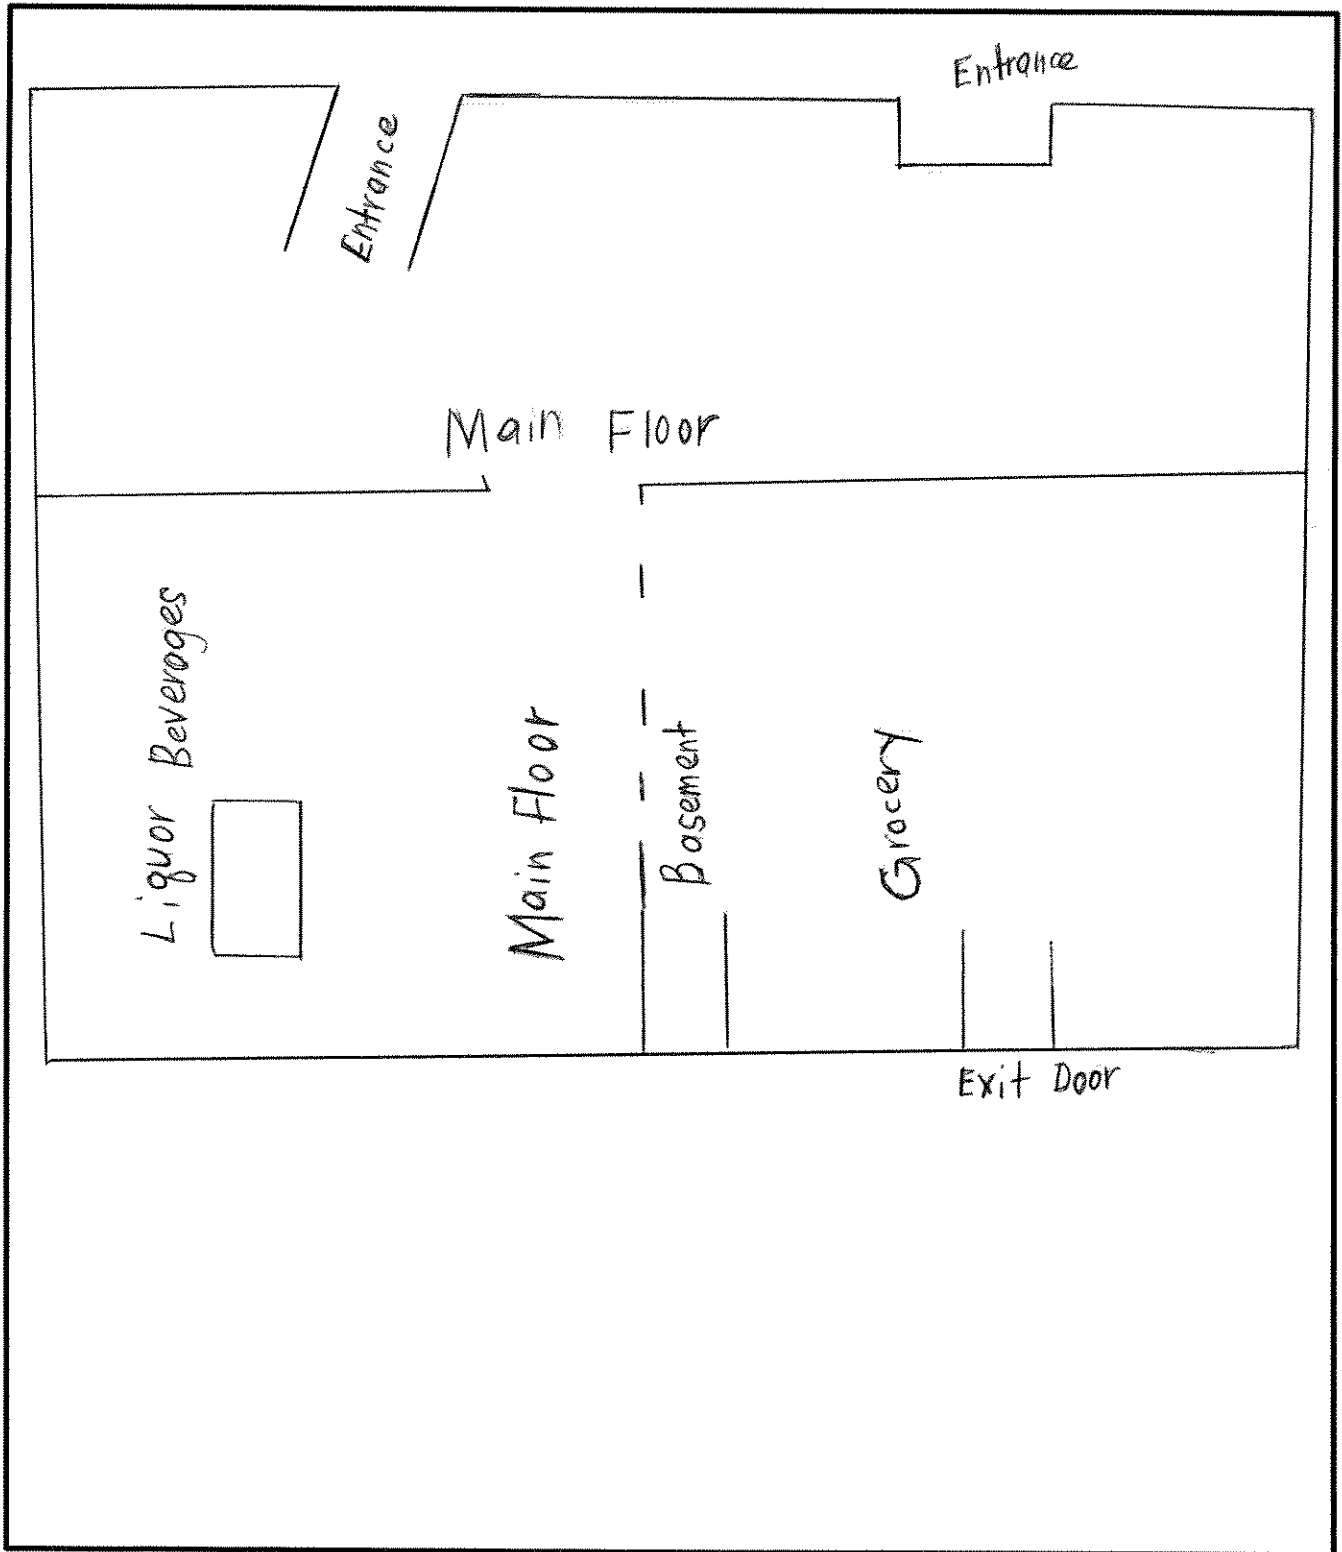 Entrance
Entrance
Main Floor
Liquor Beverages
Main Floor
Basement
Grocery
Exit Door